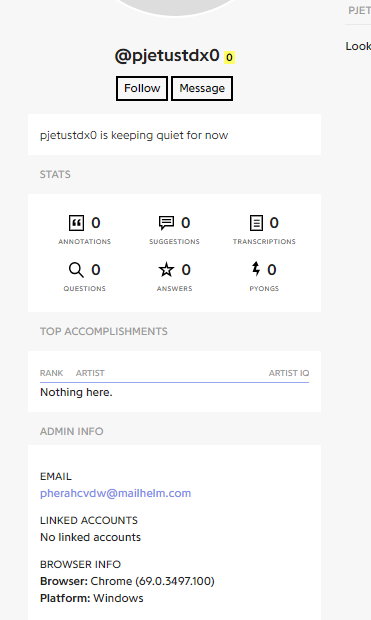 PJET
Look
@pjetustdx0 0
Follow Message
pjetustdx0 is keeping quiet for now
STATS
0 0 0
ANNOTATIONS SUGGESTIONS TRANSCRIPTIONS
0 0 0
QUESTIONS ANSWERS PYONGS
TOP ACCOMPLISHMENTS
RANK ARTIST ARTIST IQ
Nothing here.
ADMIN INFO
EMAIL
pherahcvdw@mailhelm.com
LINKED ACCOUNTS
No linked accounts
BROWSER INFO
Browser: Chrome (69.0.3497.100)
Platform: Windows